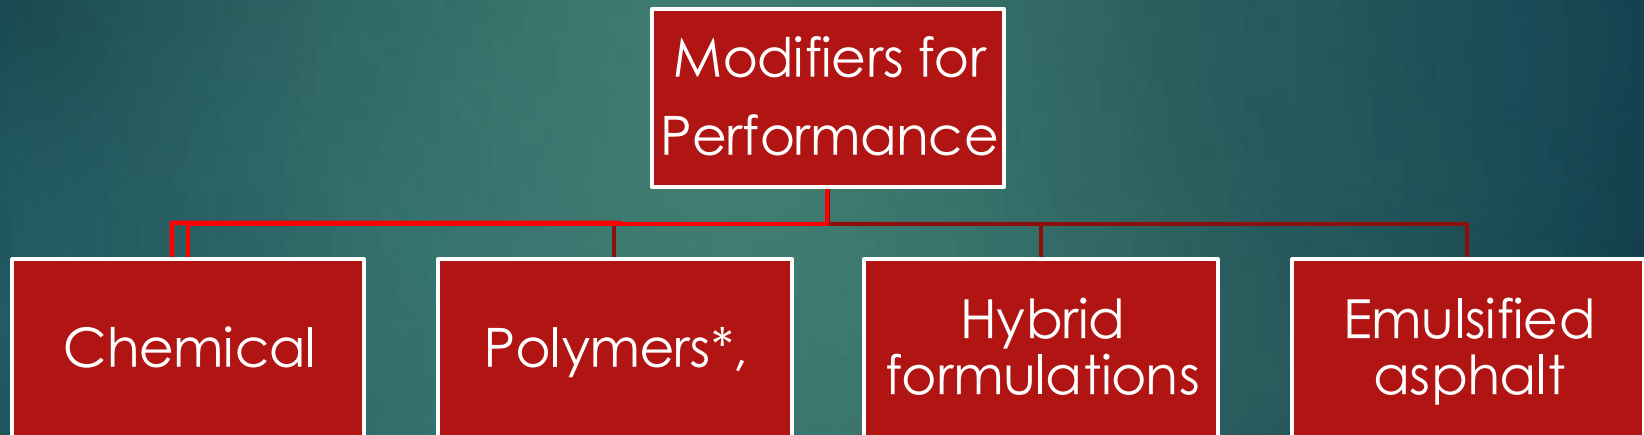 Modifiers for
Performance
Chemical
Polymers*,
Hybrid
formulations
Emulsified
asphalt